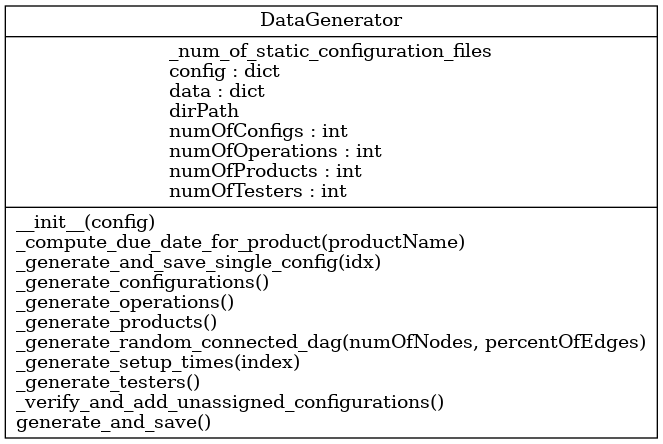 DataGenerator
_num_of_static_configuration_files
config : dict
data : dict
dirPath
numOfConfigs : int
numOfOperations : int
numOfProducts : int
numOfTesters : int
__init__(config)
_compute_due_date_for_product(productName)
_generate_and_save_single_config(idx)
_generate_configurations()
_generate_operations()
_generate_products()
_generate_random_connected_dag(numOfNodes, percentOfEdges)
_generate_setup_times(index)
_generate_testers()
_verify_and_add_unassigned_configurations()
generate_and_save()